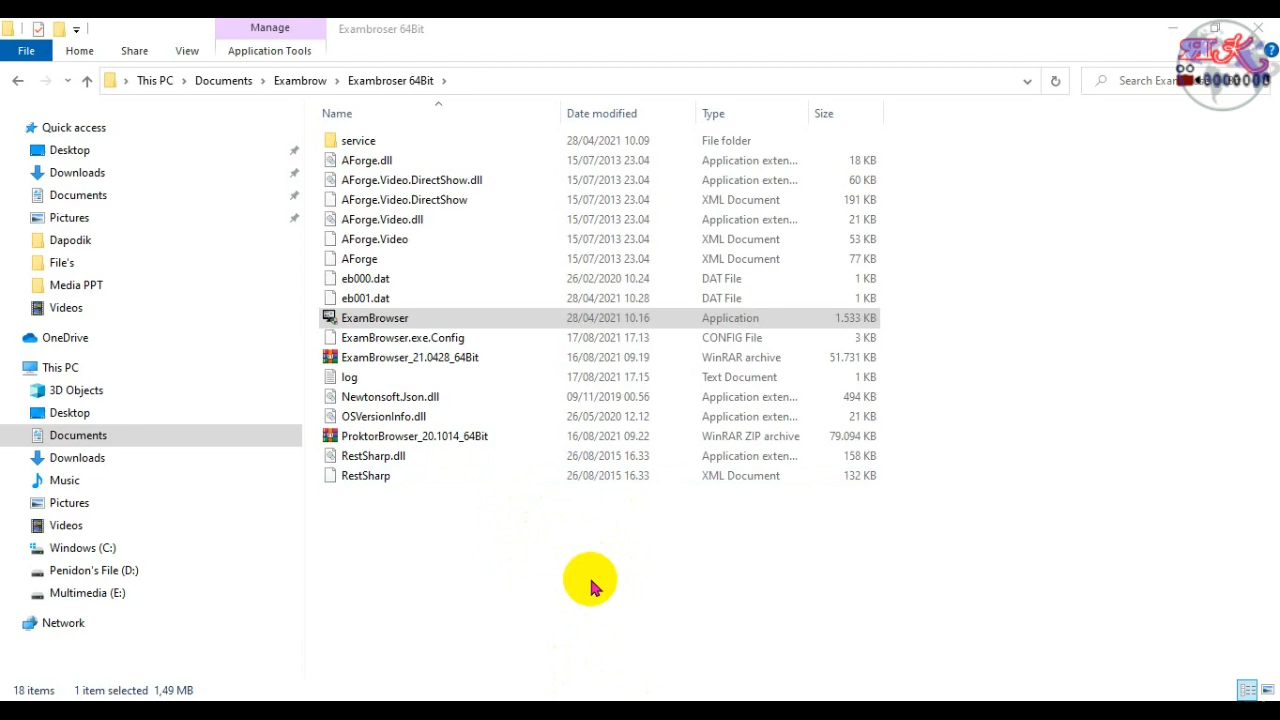 Manage
Exambroser 64Bit
File
Home
Share
View
Application Tools
This PC
Documents
Exambrow
Exambroser 64Bit
Search
Name
Date modified
Type
Size
Quick access
Desktop
Downloads
Documents
Pictures
Dapodik
File's
Media PPT
Videos
OneDrive
This PC
3D Objects
Desktop
Documents
Downloads
Music
Pictures
Videos
Windows (C:)
Penidon's File (D:)
Multimedia (E:)
Network
service 28/04/2021 10.09 File folder
AForge.dll 15/07/2013 23.04 Application exten... 18 KB
AForge.Video.DirectShow.dll 15/07/2013 23.04 Application exten... 60 KB
AForge.Video.DirectShow 15/07/2013 23.04 XML Document 191 KB
AForge.Video.dll 15/07/2013 23.04 Application exten... 21 KB
AForge.Video 15/07/2013 23.04 XML Document 53 KB
AForge 15/07/2013 23.04 XML Document 77 KB
eb000.dat 26/02/2020 10.24 DAT File 1 KB
eb001.dat 28/04/2021 10.28 DAT File 1 KB
ExamBrowser 28/04/2021 10.16 Application 1.533 KB
ExamBrowser.exe.Config 17/08/2021 17.13 CONFIG File 3 KB
ExamBrowser_21.0428_64Bit 16/08/2021 09.19 WinRAR archive 51.731 KB
log 17/08/2021 17.15 Text Document 1 KB
Newtonsoft.Json.dll 09/11/2019 00.56 Application exten... 494 KB
OSVersionInfo.dll 26/05/2020 12.12 Application exten... 21 KB
ProktorBrowser_20.1014_64Bit 16/08/2021 09.22 WinRAR ZIP archive 79.094 KB
RestSharp.dll 26/08/2015 16.33 Application exten... 158 KB
RestSharp 26/08/2015 16.33 XML Document 132 KB
18 items 1 item selected 1,49 MB